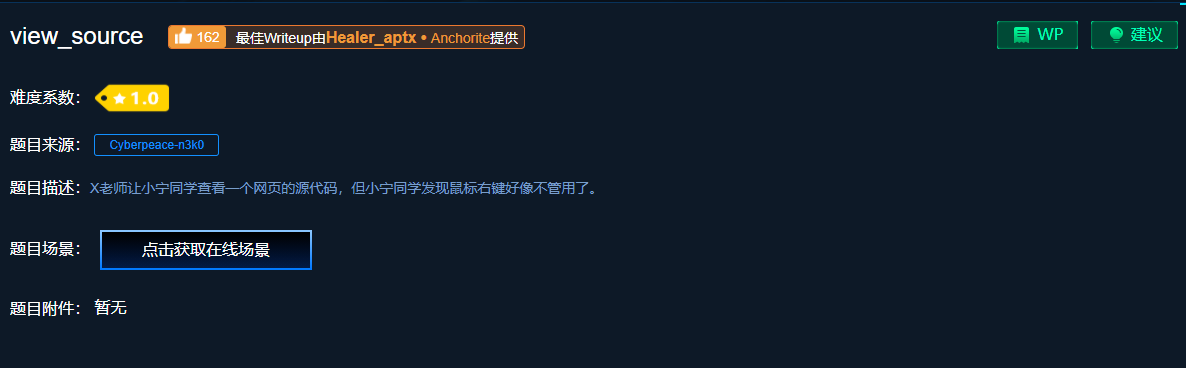 view_source 162 最佳Writeup由Healer_aptx • Anchorite提供 WP 建议
难度系数： 1.0
题目来源： Cyberpeace-n3k0
题目描述：X老师让小宁同学查看一个网页的源代码，但小宁同学发现鼠标右键好像不管用了。
题目场景： 点击获取在线场景
题目附件： 暂无